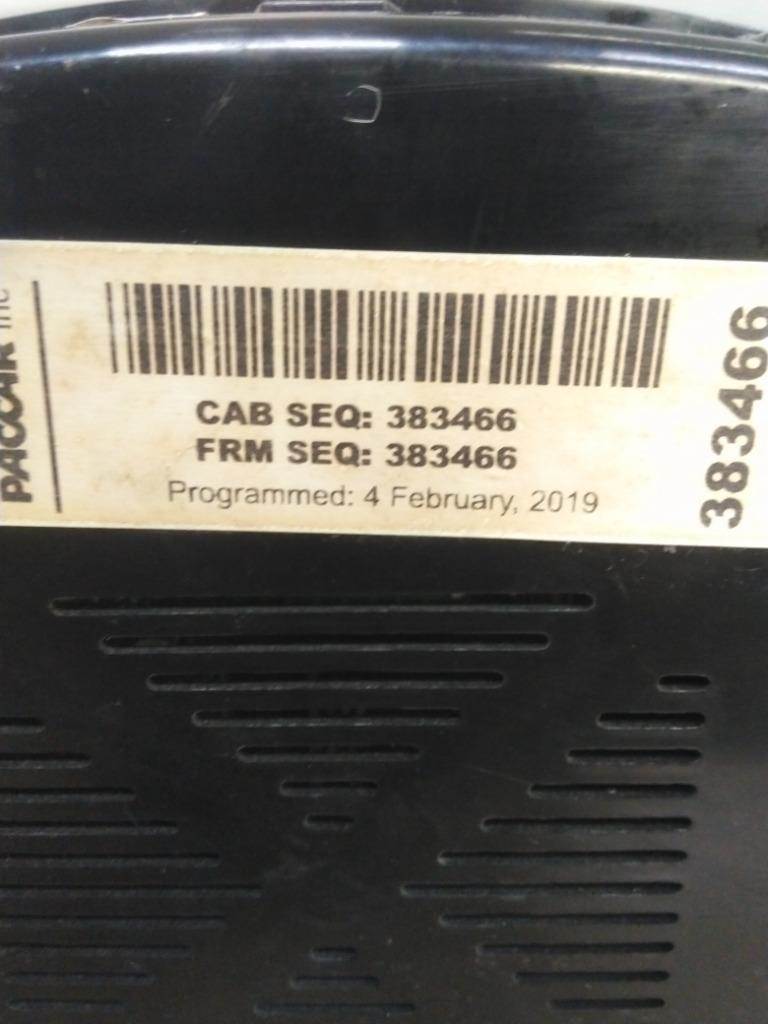 PACCAR Inc
CAB SEQ: 383466
FRM SEQ: 383466
Programmed: 4 February, 2019
383466